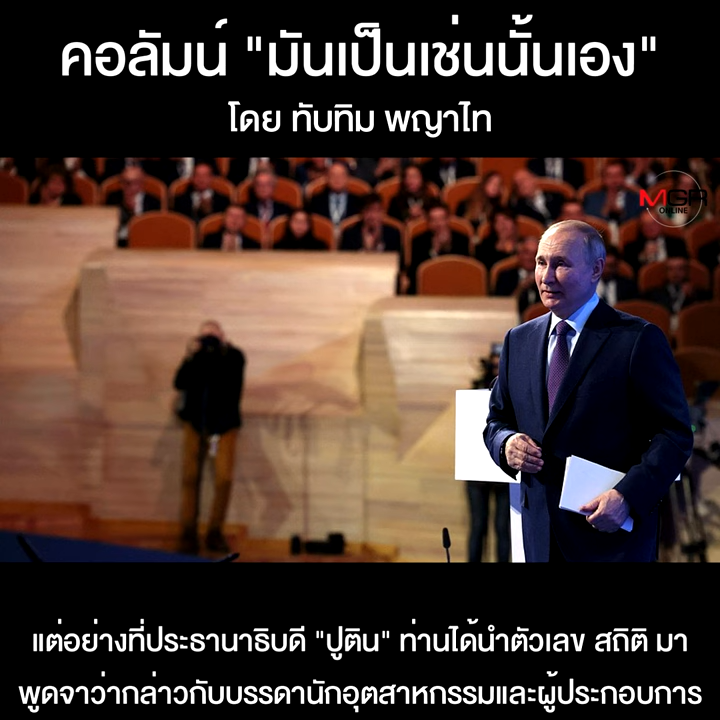 คอลัมน์ "มันเป็นเช่นนั้นเอง"
โดย ทับทิม พญาไท
MGR
ONLINE
แต่อย่างที่ประธานาธิบดี "ปูติน" ท่านได้นำตัวเลข สถิติ มา
พูดจาว่ากล่าวกับบรรดานักอุตสาหกรรมและผู้ประกอบการ